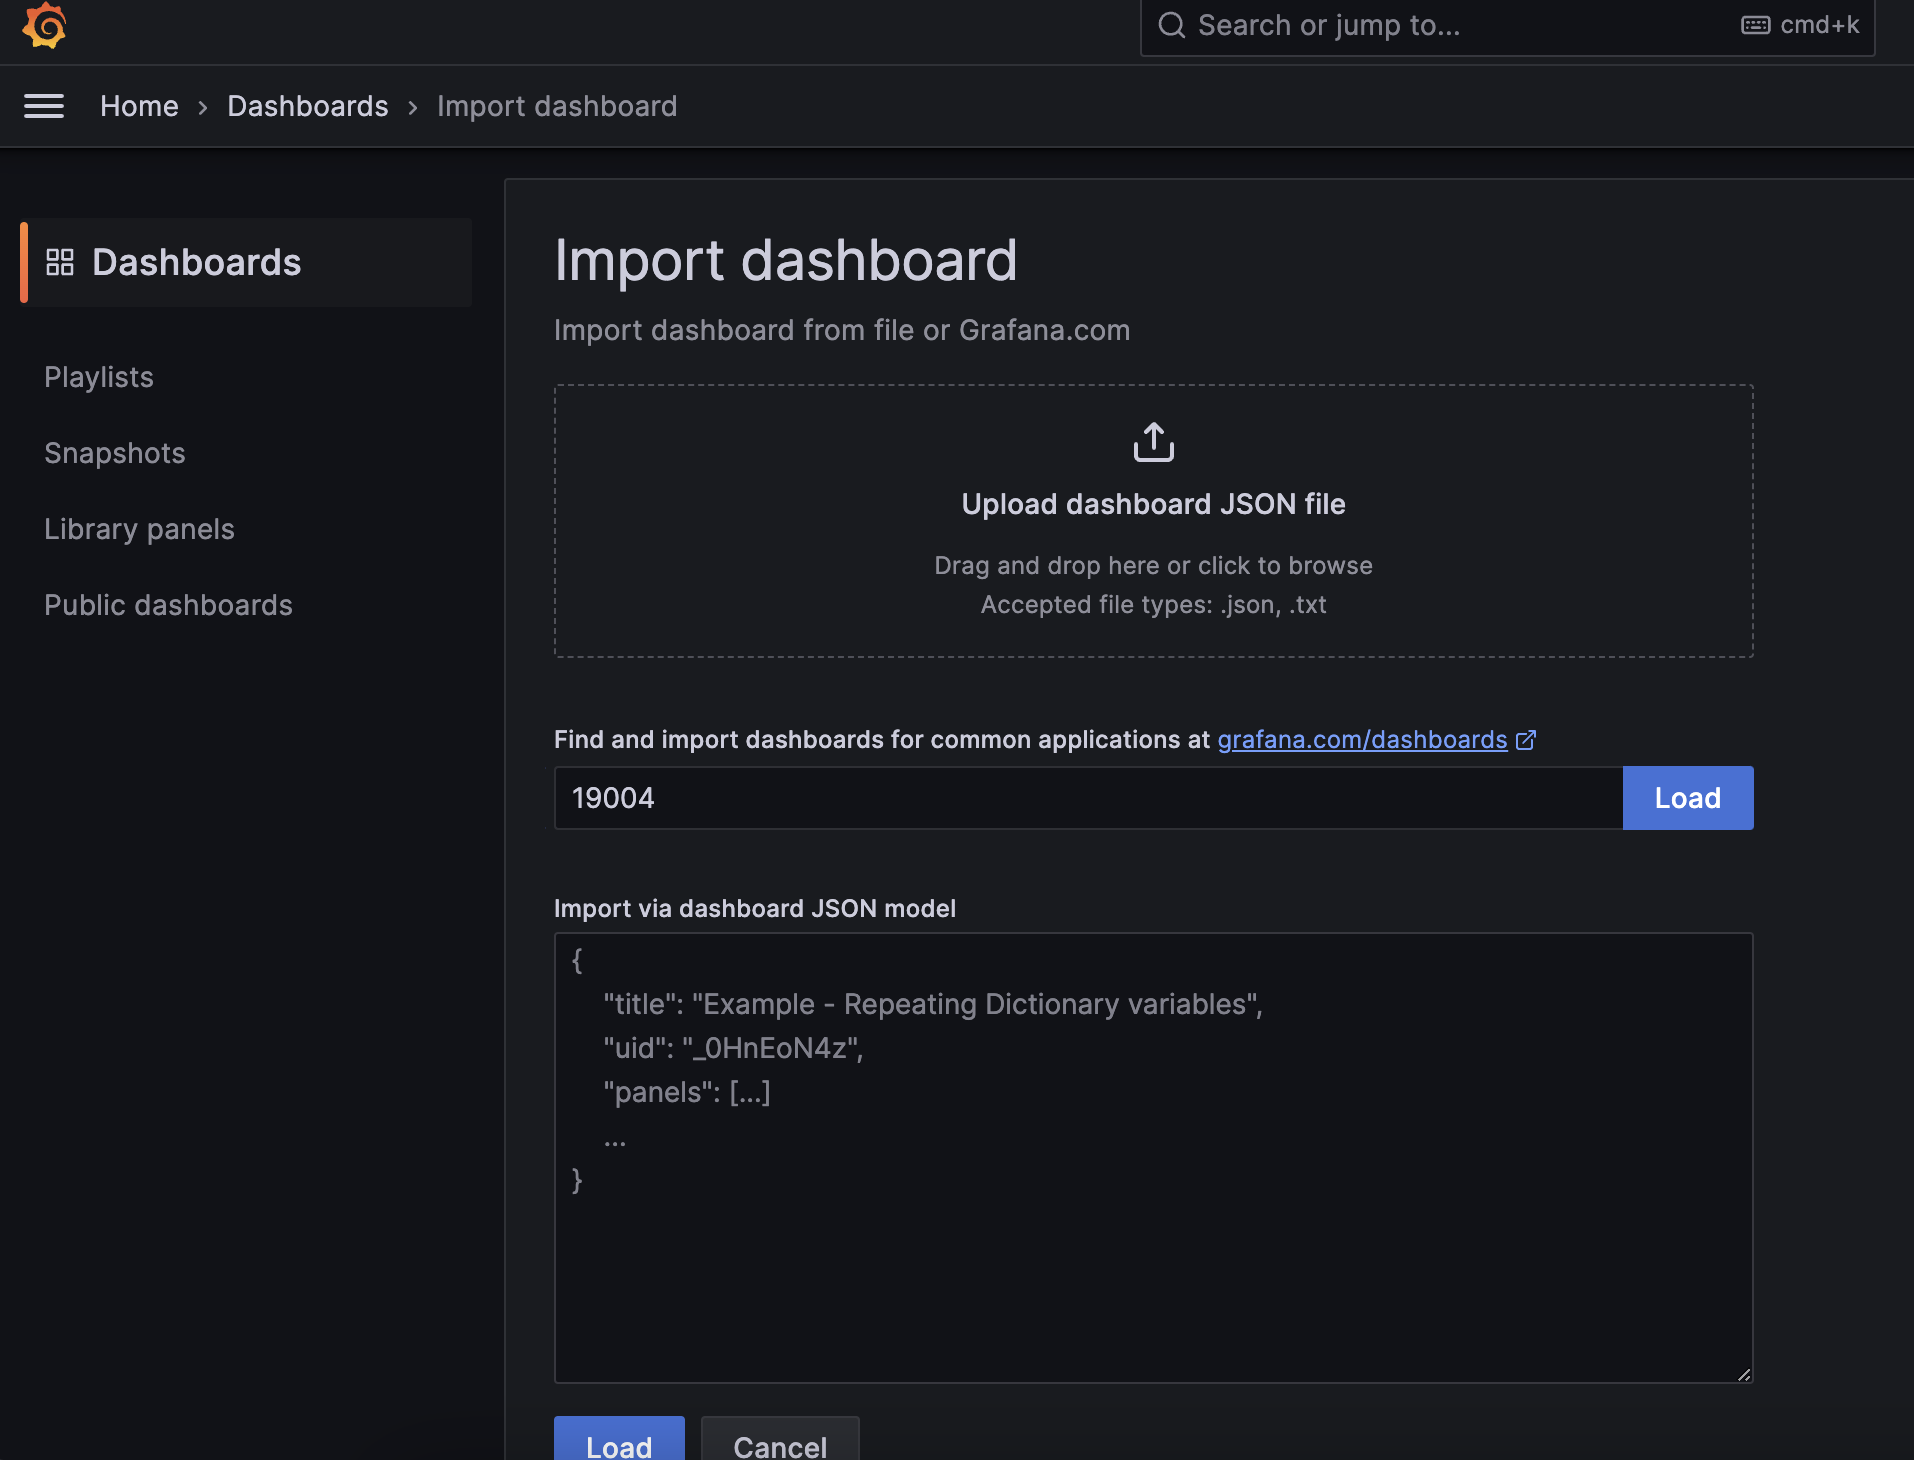 Search or jump to...
cmd+k
Home › Dashboards › Import dashboard
Dashboards
Playlists
Snapshots
Library panels
Public dashboards
Import dashboard
Import dashboard from file or Grafana.com
Upload dashboard JSON file
Drag and drop here or click to browse
Accepted file types: .json, .txt
Find and import dashboards for common applications at grafana.com/dashboards
19004
Load
Import via dashboard JSON model
{
"title": "Example - Repeating Dictionary variables",
"uid": "_0HnEoN4z",
"panels": [...]
...
}
Load
Cancel